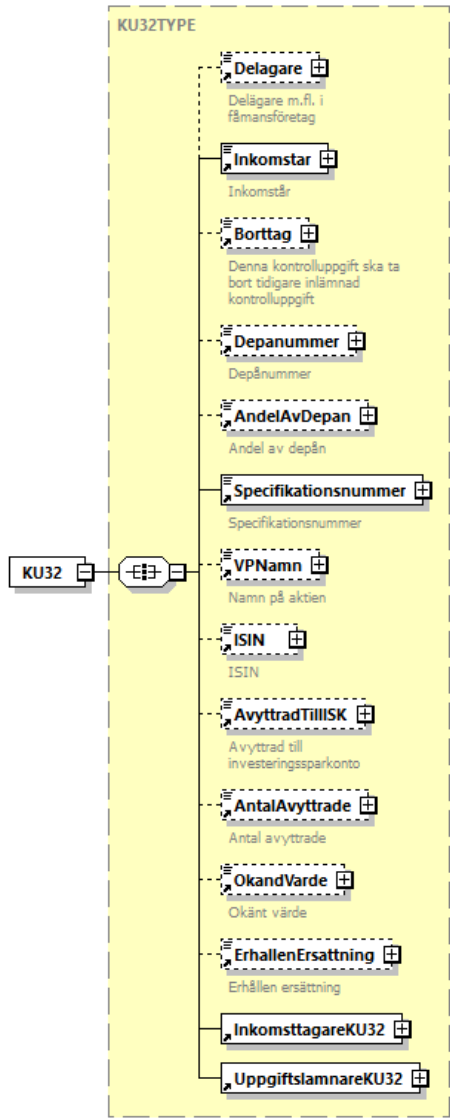 KU32TYPE
Delagare
Delägare m.fl. i
fåmansföretag
Inkomstar
Inkomstår
Borttag
Denna kontrolluppgift ska ta
bort tidigare inlämnad
kontrolluppgift
Depanummer
Depånummer
AndelAvDepan
Andel av depån
Specifikationsnummer
Specifikationsnummer
KU32
VPNamn
Namn på aktien
ISIN
ISIN
AvyttradTillISK
Avyttrad till
investeringssparkonto
AntalAvyttrade
Antal avyttrade
OkandVarde
Okänt värde
ErhallenErsattning
Erhållen ersättning
InkomsttagareKU32
UppgiftslamnareKU32